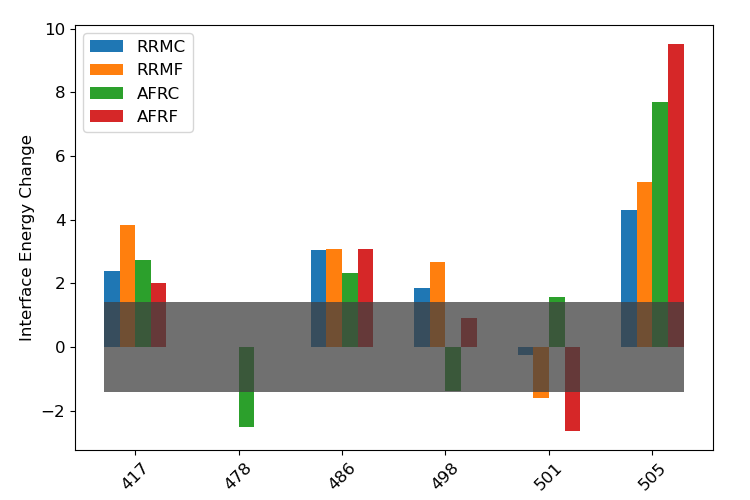 10
8
6
4
2
0
−2
Interface Energy Change
RRMC
RRMF
AFRC
AFRF
417
478
486
498
501
505